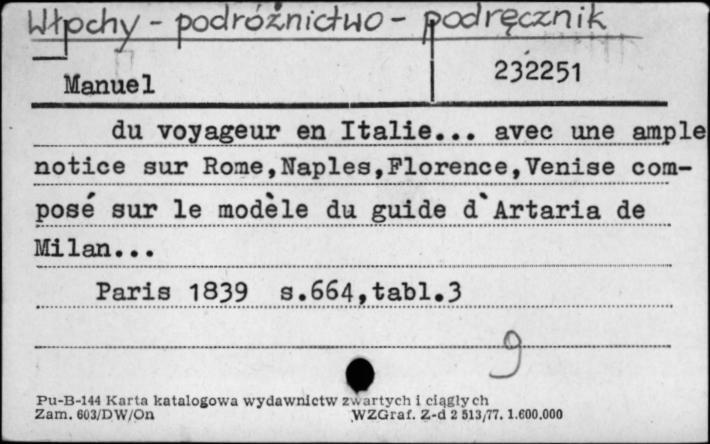 Włochy - podróżnictwo - podręcznik
Manuel
232251
du voyageur en Italie... avec une ample
notice sur Rome,Naples,Florence,Venise com-
posé sur le modèle du guide d`Artaria de
Milan...
Paris 1839 s.664,tabl.3
9
Pu-B-144 Karta katalogowa wydawnictw zwartych i ciągłych
Zam. 603/DW/On WZGraf. Z-d 2 513/77. 1.600.000